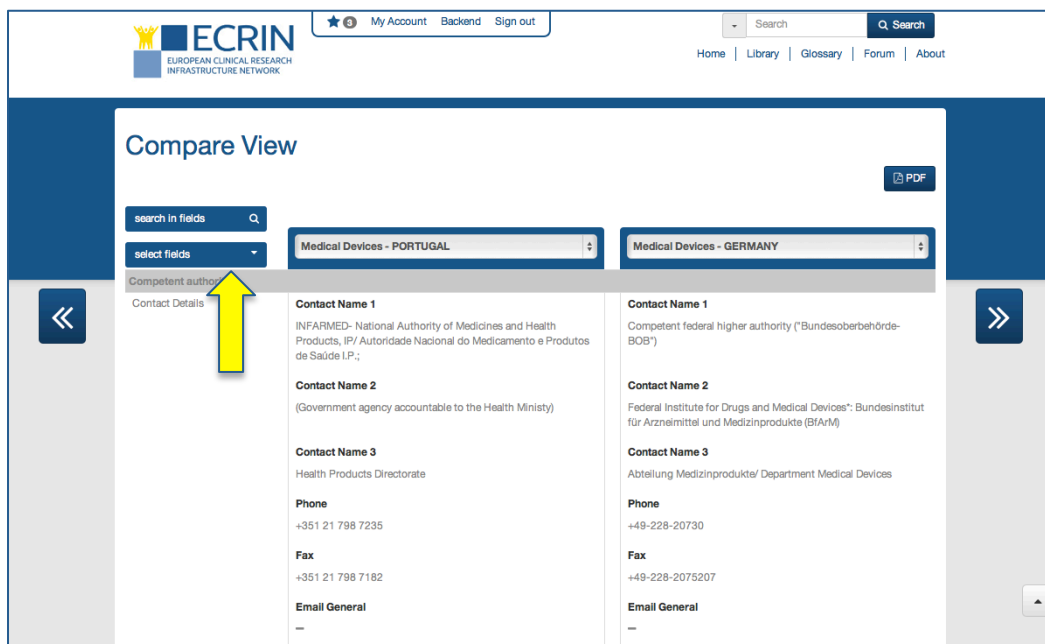 ECRIN
EUROPEAN CLINICAL RESEARCH
INFRASTRUCTURE NETWORK
3 My Account Backend Sign out
Search Search
Home Library Glossary Forum About
Compare View
PDF
search in fields
select fields
Medical Devices - PORTUGAL
Medical Devices - GERMANY
Competent
Contact Details
Contact Name 1
INFARMED- National Authority of Medicines and Health
Products, IP/ Autoridade Nacional do Medicamento e Produtos
de Saúde I.P.;
Contact Name 2
(Government agency accountable to the Health Ministy)
Contact Name 3
Health Products Directorate
Phone
+351 21 798 7235
Fax
+351 21 798 7182
Email General
–
Contact Name 1
Competent federal higher authority ("Bundesoberbehörde-
BOB")
Contact Name 2
Federal Institute for Drugs and Medical Devices": Bundesinstitut
für Arzneimittel und Medizinprodukte (BfArM)
Contact Name 3
Abteilung Medizinprodukte/ Department Medical Devices
Phone
+49-228-20730
Fax
+49-228-2075207
Email General
–